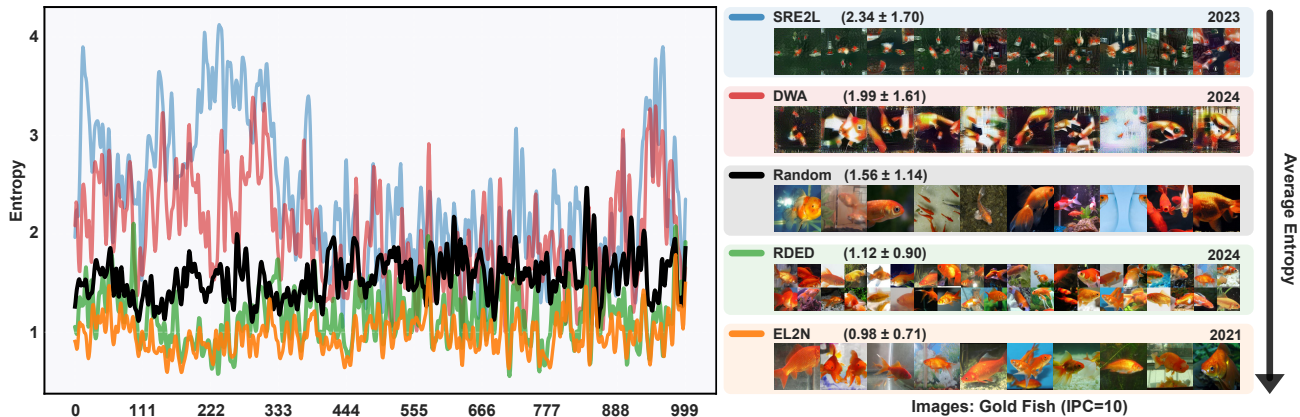 4
3
2
1
Entropy
0 111 222 333 444 555 666 777 888 999
SRE2L (2.34 ± 1.70) 2023
DWA (1.99 ± 1.61) 2024
Random (1.56 ± 1.14)
RDED (1.12 ± 0.90) 2024
EL2N (0.98 ± 0.71) 2021
Images: Gold Fish (IPC=10)
Average Entropy